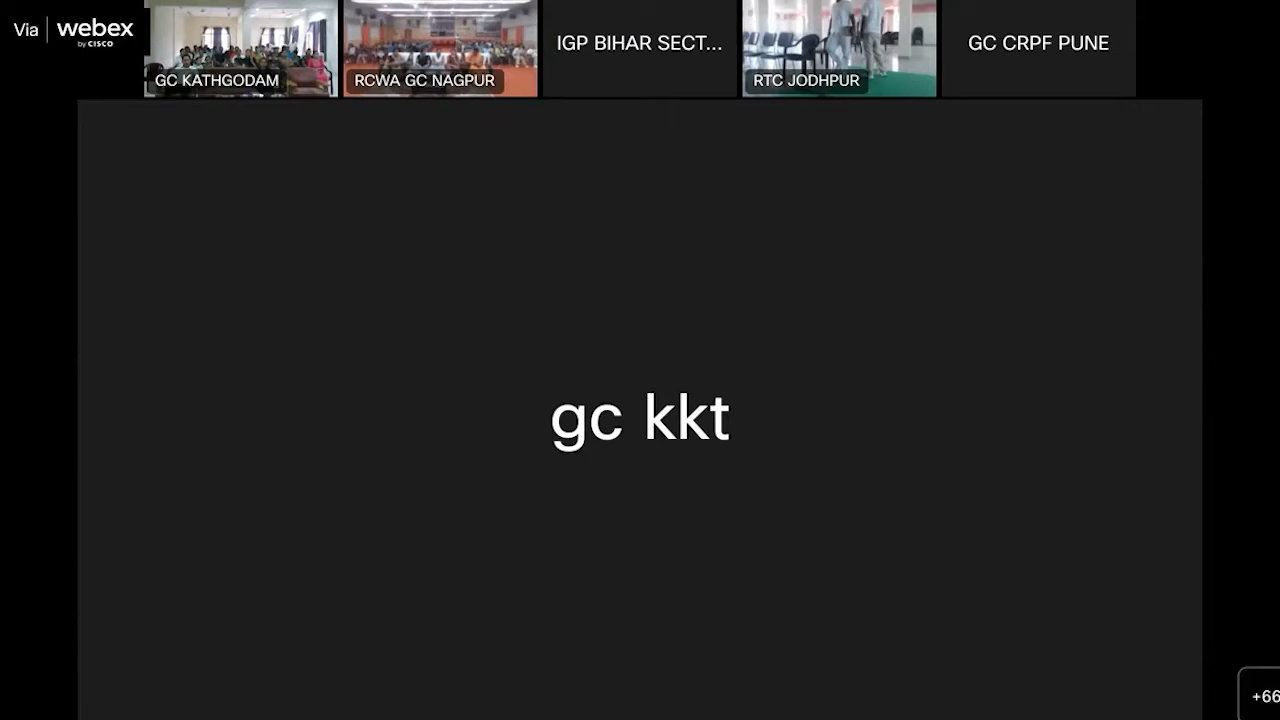 Via webex
by CISCO
GC KATHGODAM
RCWA GC NAGPUR
IGP BIHAR SECT...
RTC JODHPUR
GC CRPF PUNE
gc kkt
+66